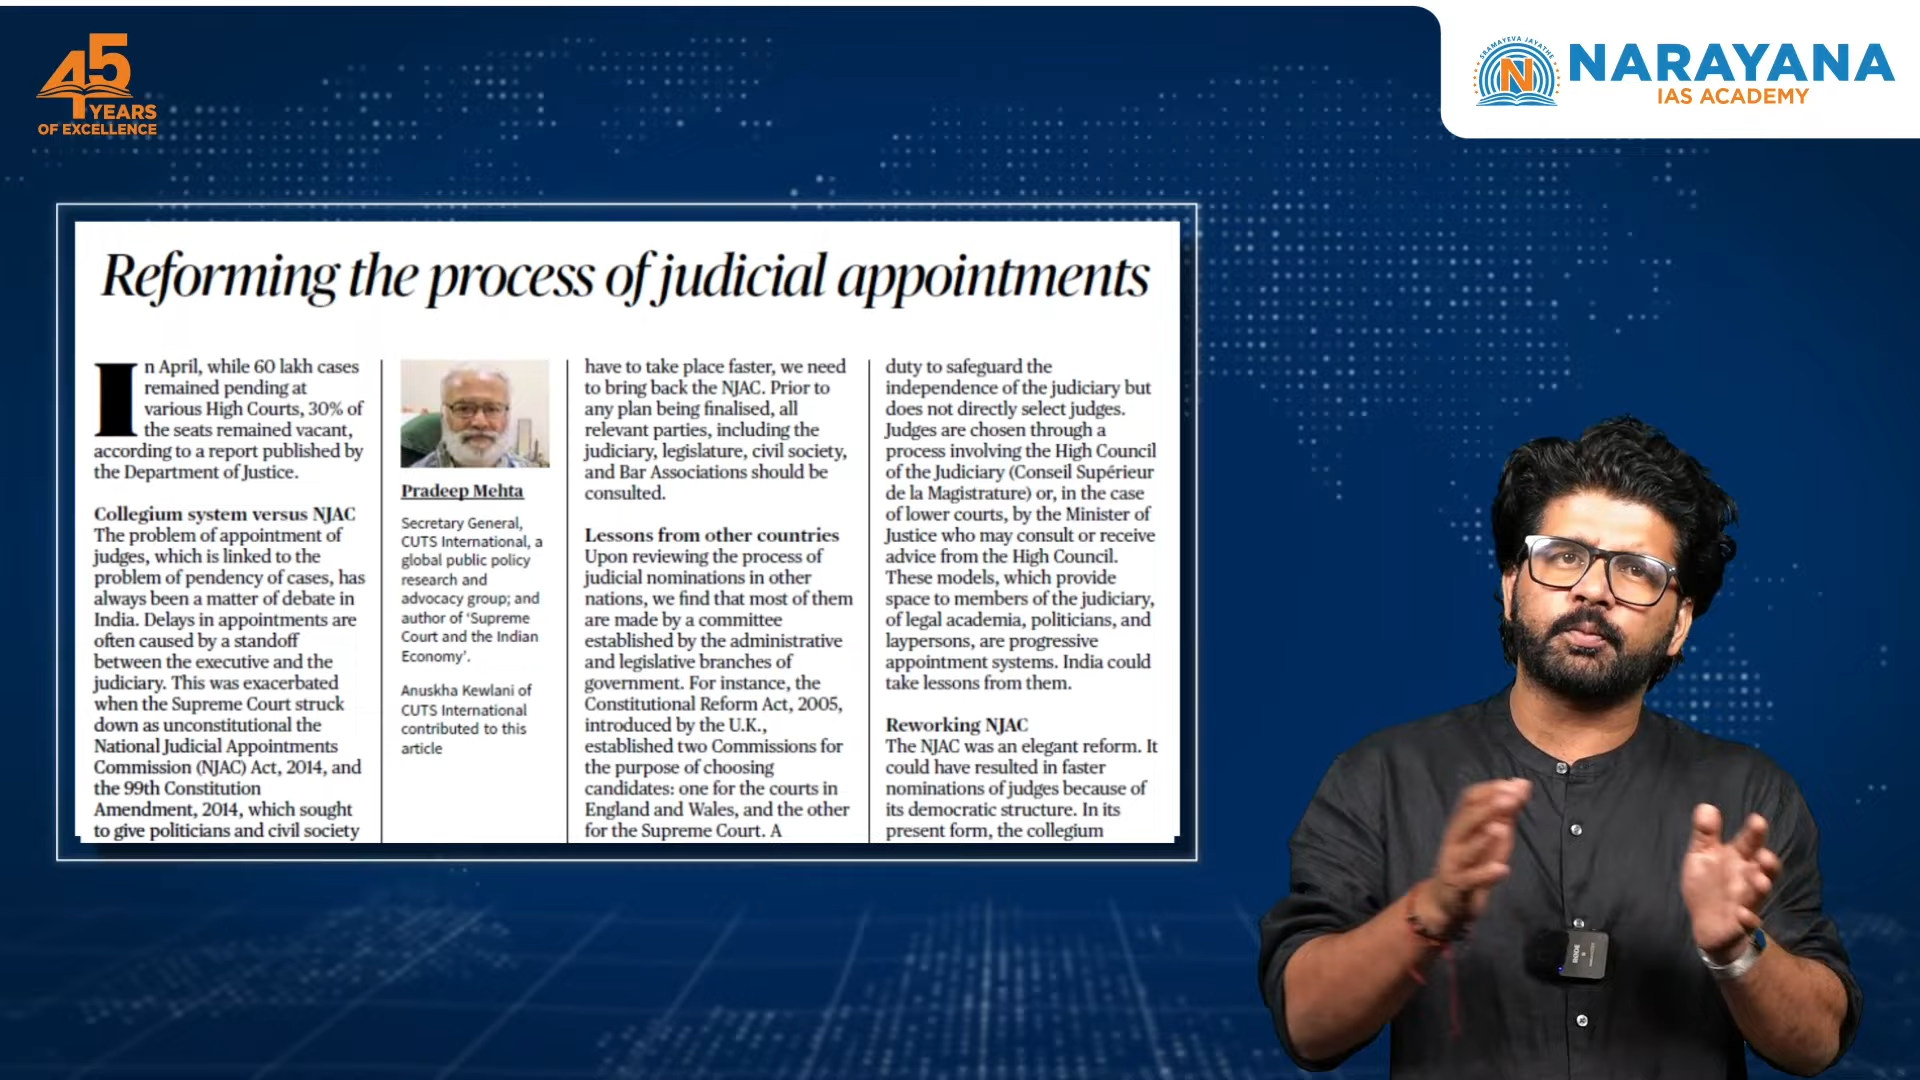 45
YEARS
OF EXCELLENCE
SRAMAYEVA JAYATHE
N
NARAYANA
IAS ACADEMY
Reforming the process of judicial appointments
In April, while 60 lakh cases
remained pending at
various High Courts, 30% of
the seats remained vacant,
according to a report published by
the Department of Justice.
Collegium system versus NJAC
The problem of appointment of
judges, which is linked to the
problem of pendency of cases, has
always been a matter of debate in
India. Delays in appointments are
often caused by a standoff
between the executive and the
judiciary. This was exacerbated
when the Supreme Court struck
down as unconstitutional the
National Judicial Appointments
Commission (NJAC) Act, 2014, and
the 99th Constitution
Amendment, 2014, which sought
to give politicians and civil society
Pradeep Mehta
Secretary General,
CUTS International, a
global public policy
research and
advocacy group; and
author of ‘Supreme
Court and the Indian
Economy’.
Anuskha Kewlani of
CUTS International
contributed to this
article
have to take place faster, we need
to bring back the NJAC. Prior to
any plan being finalised, all
relevant parties, including the
judiciary, legislature, civil society,
and Bar Associations should be
consulted.
Lessons from other countries
Upon reviewing the process of
judicial nominations in other
nations, we find that most of them
are made by a committee
established by the administrative
and legislative branches of
government. For instance, the
Constitutional Reform Act, 2005,
introduced by the U.K.,
established two Commissions for
the purpose of choosing
candidates: one for the courts in
England and Wales, and the other
for the Supreme Court. A
duty to safeguard the
independence of the judiciary but
does not directly select judges.
Judges are chosen through a
process involving the High Council
of the Judiciary (Conseil Supérieur
de la Magistrature) or, in the case
of lower courts, by the Minister of
Justice who may consult or receive
advice from the High Council.
These models, which provide
space to members of the judiciary,
of legal academia, politicians, and
laypersons, are progressive
appointment systems. India could
take lessons from them.
Reworking NJAC
The NJAC was an elegant reform. It
could have resulted in faster
nominations of judges because of
its democratic structure. In its
present form, the collegium
RODE